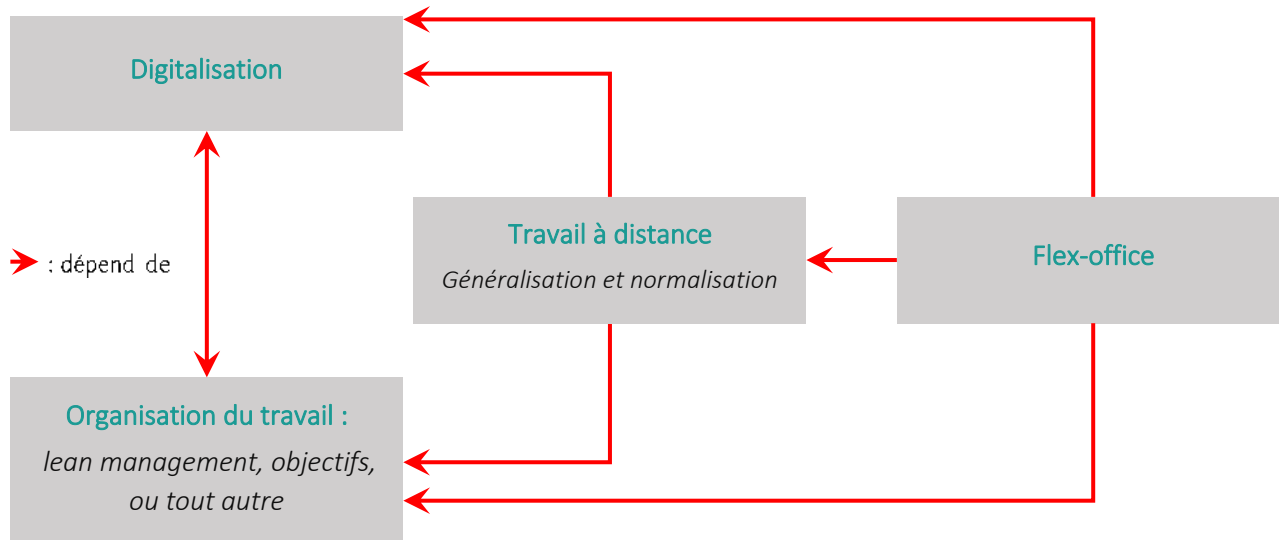 Digitalisation
Travail à distance
Généralisation et normalisation
Flex-office
: dépend de
Organisation du travail :
lean management, objectifs,
ou tout autre